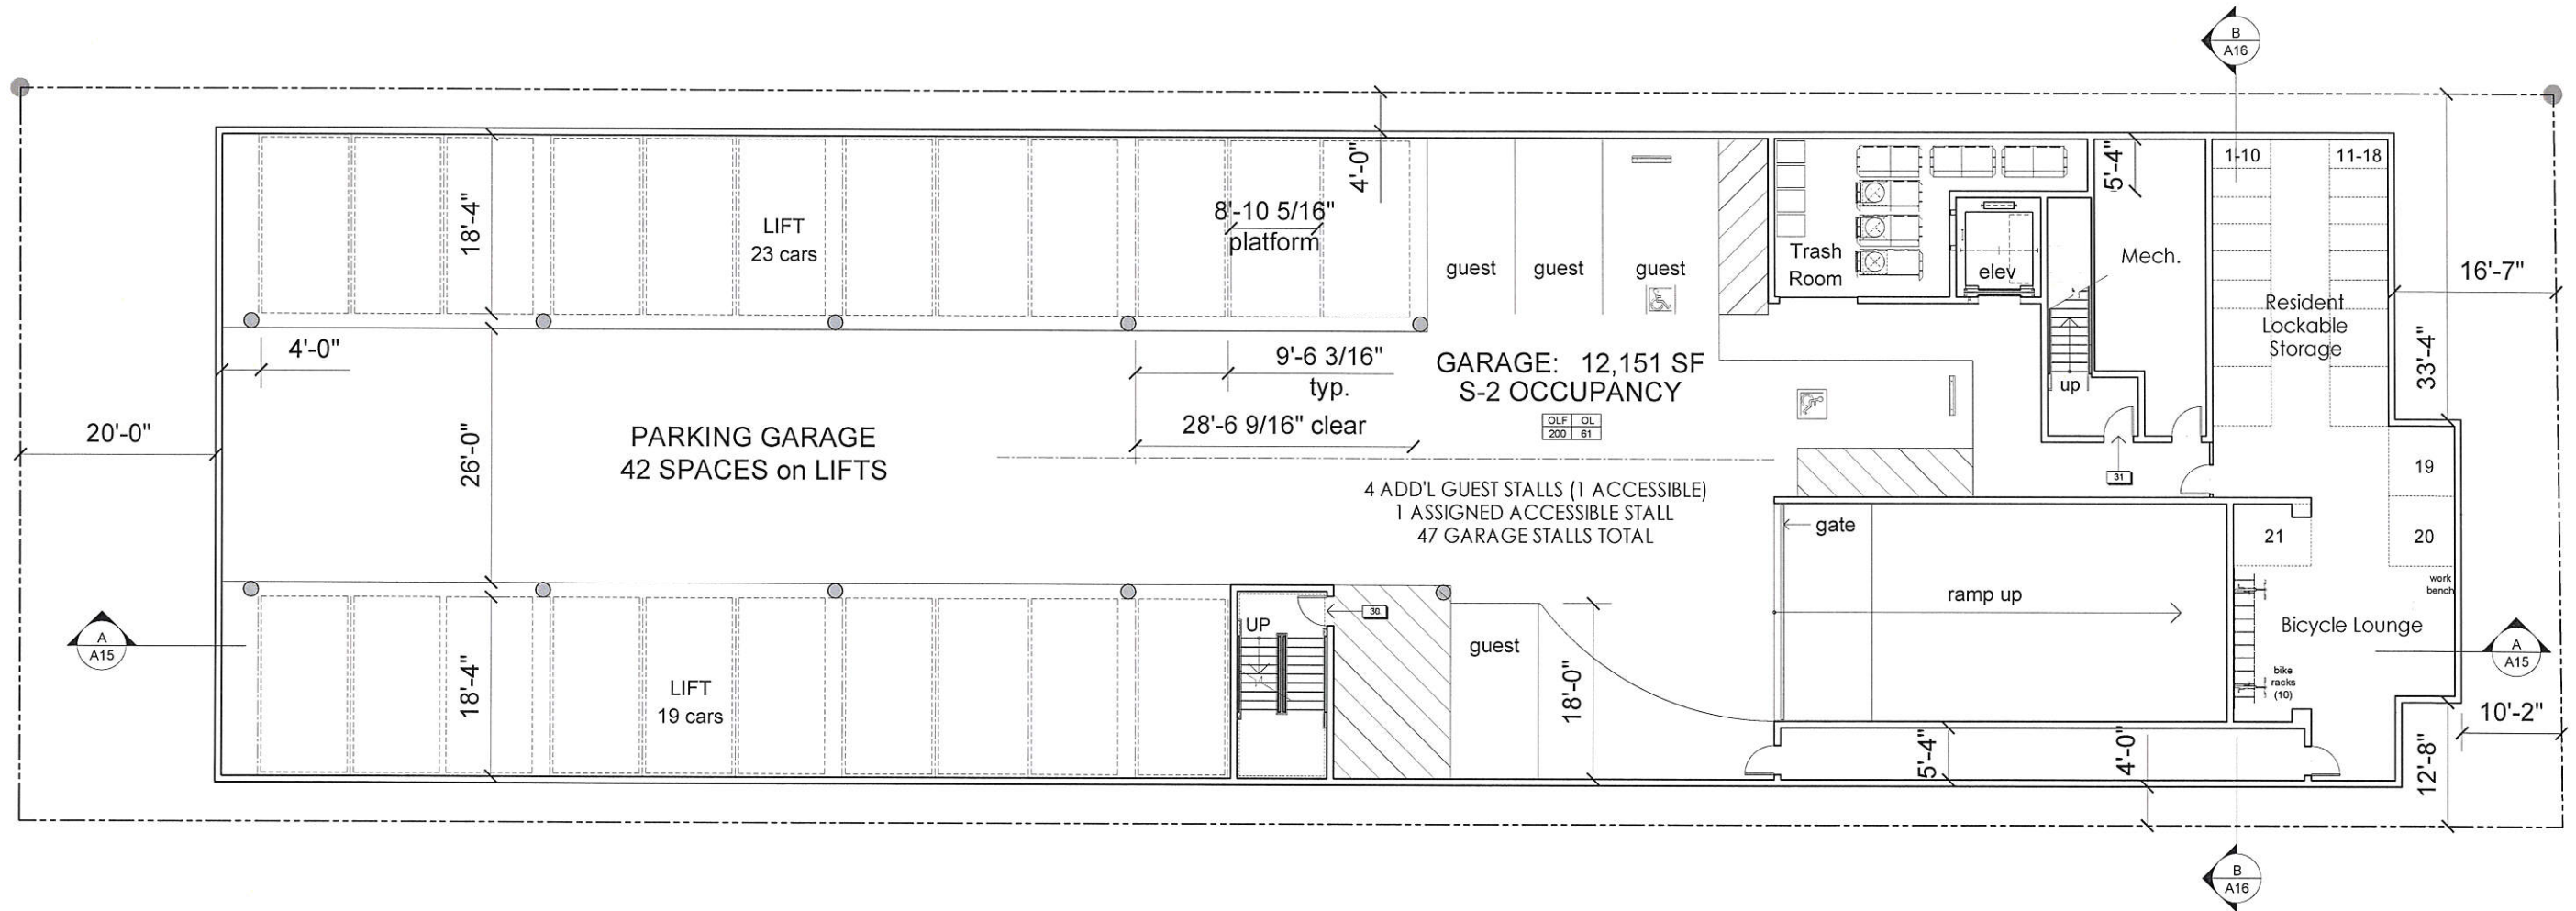 B
A16
1-10
11-18
5'-4"
4'-0"
18'-4"
LIFT
23 cars
8'-10 5/16"
platform
guest
guest
guest
Trash
Room
elev
Mech.
16'-7"
Resident
Lockable
Storage
33'-4"
4'-0"
9'-6 3/16"
typ.
28'-6 9/16" clear
GARAGE: 12,151 SF
S-2 OCCUPANCY
OLF OL
200 61
up
20'-0"
26'-0"
PARKING GARAGE
42 SPACES on LIFTS
31
19
4 ADD'L GUEST STALLS (1 ACCESSIBLE)
1 ASSIGNED ACCESSIBLE STALL
47 GARAGE STALLS TOTAL
gate
21
20
work
bench
ramp up
30
UP
Bicycle Lounge
A
A15
guest
18'-0"
18'-4"
LIFT
19 cars
bike
racks
(10)
A
A15
10'-2"
5'-4"
4'-0"
12'-8"
B
A16